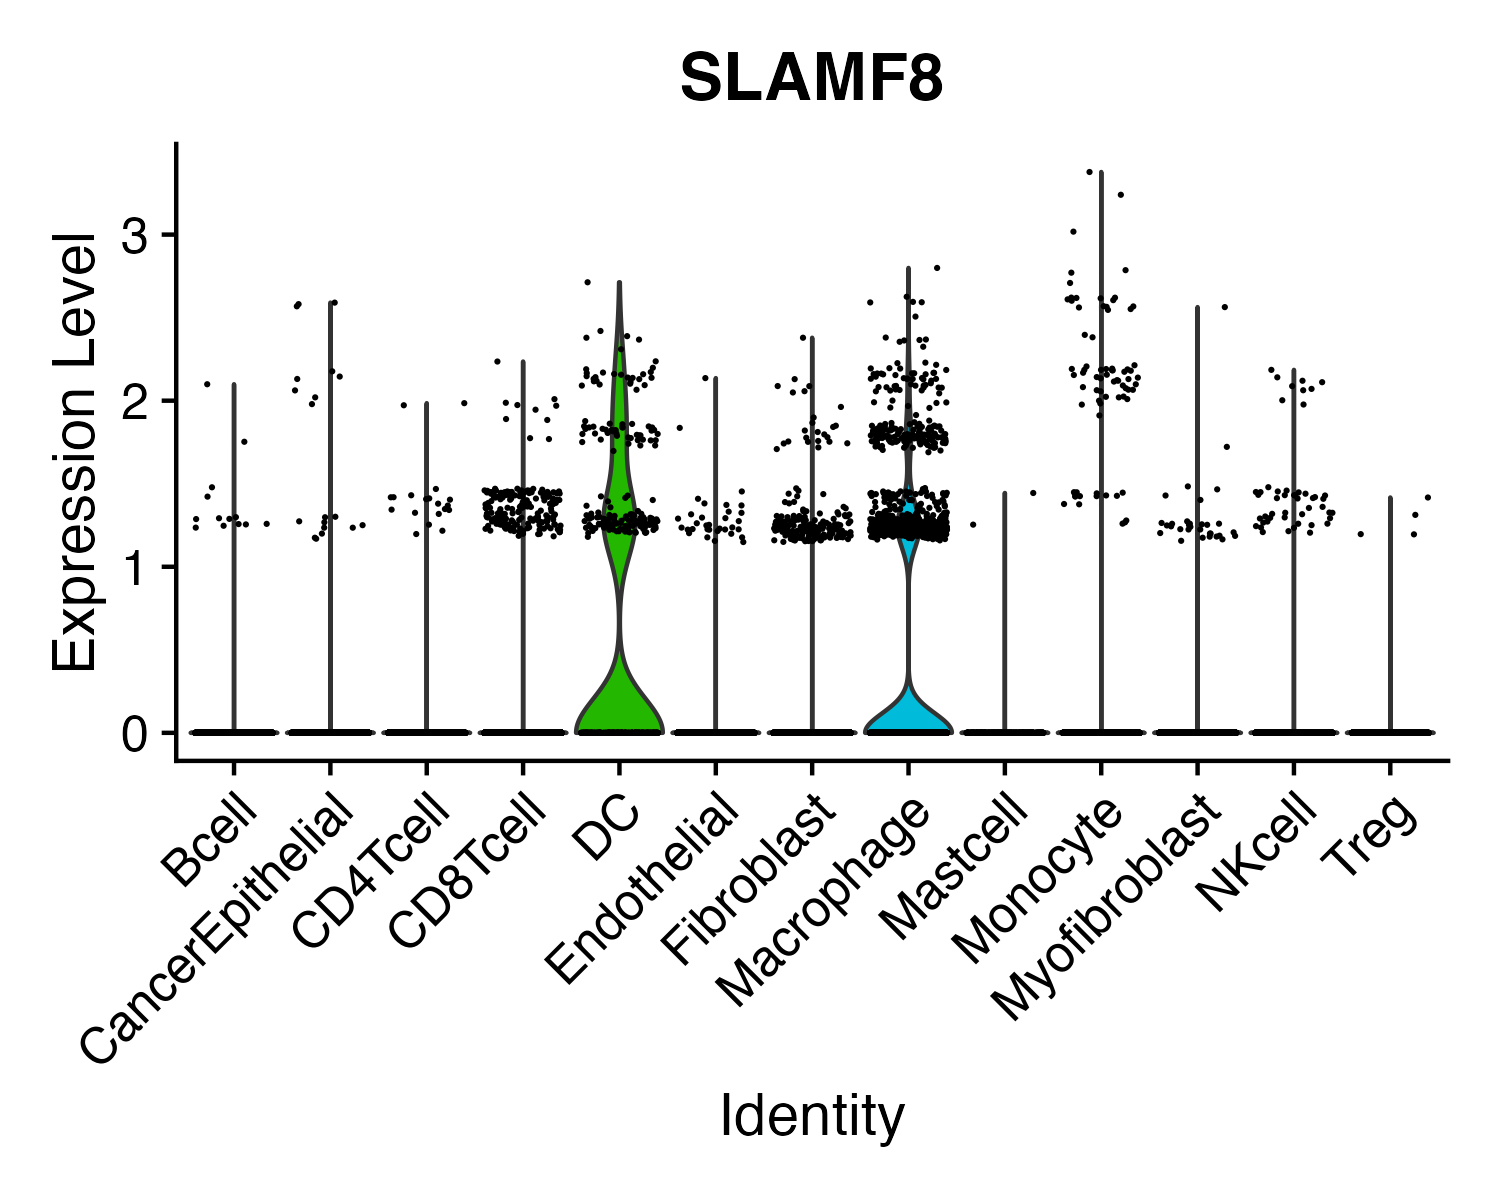 SLAMF8
Expression Level
3
2
1
0
Bcell
CancerEpithelial
CD4Tcell
CD8Tcell
DC
Endothelial
Fibroblast
Macrophage
Mastcell
Monocyte
Myofibroblast
NKcell
Treg
Identity